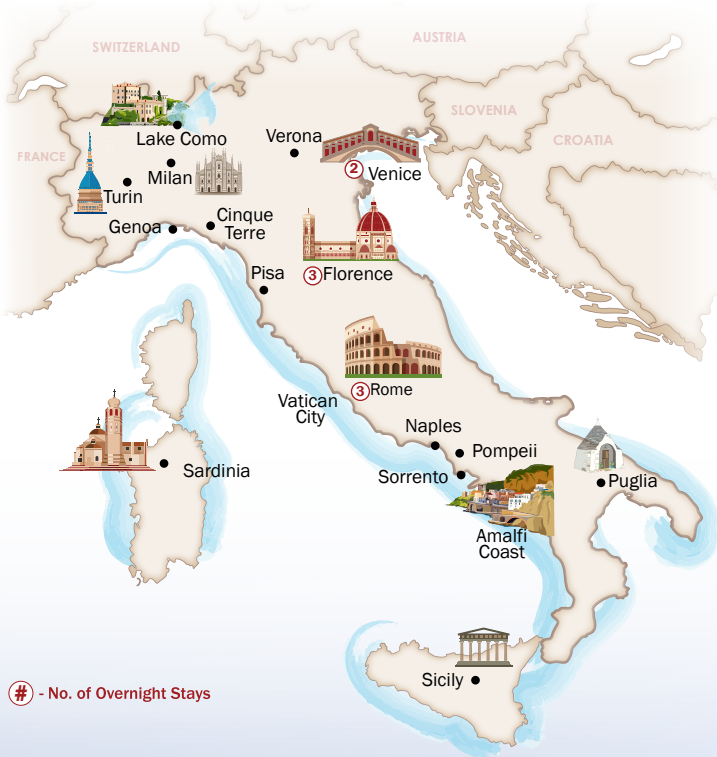 AUSTRIA
SWITZERLAND
SLOVENIA
CROATIA
FRANCE
Lake Como
Verona
Milan
2 Venice
Turin
Genoa
Cinque
Terre
Pisa
3 Florence
3 Rome
Vatican
City
Naples
Pompeii
Sorrento
Sardinia
Puglia
Amalfi
Coast
Sicily
# - No. of Overnight Stays